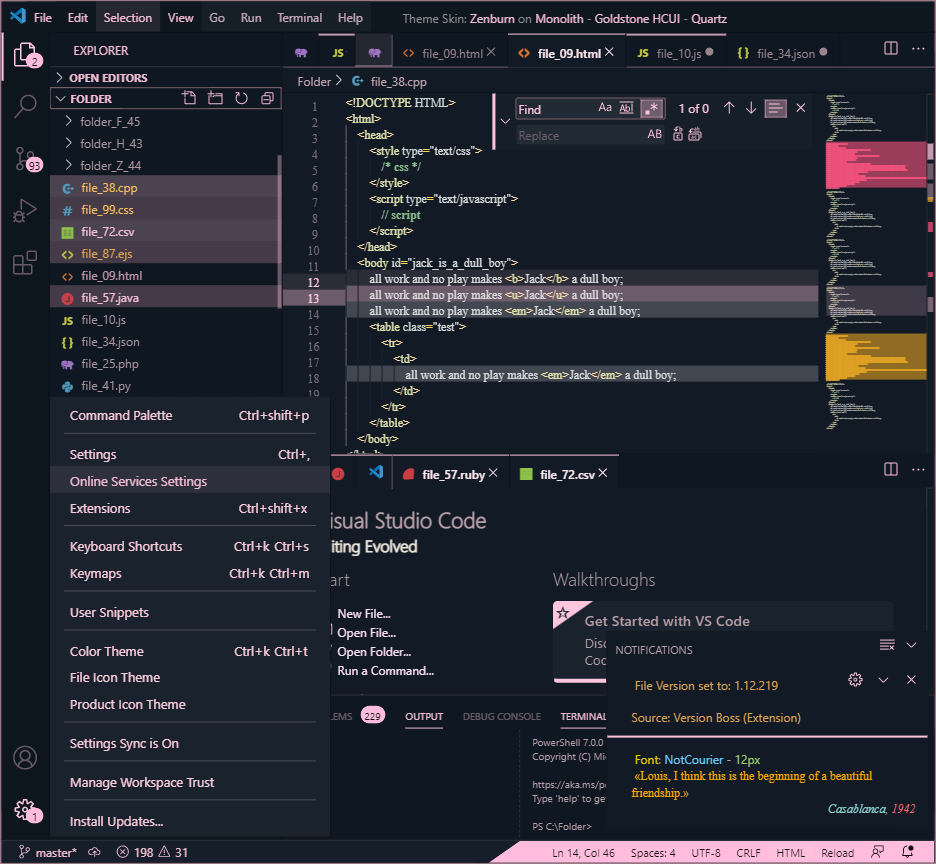 File Edit Selection View Go Run Terminal Help Theme Skin: Zenburn on Monolith - Goldstone HCUI - Quartz
EXPLORER
JS file_09.html file_09.html JS file_10.js {} file_34.json
2
OPEN EDITORS
FOLDER
Folder > file_38.cpp
folder_F_45
folder_H_43
folder_Z_44
93
file_38.cpp
# file_99.css
file_72.csv
file_87.ejs
file_09.html
file_57.java
JS file_10.js
{} file_34.json
file_25.php
file_41.py
Find Aa Abl .* 1 of 0
Replace AB
1 <!DOCTYPE HTML>
2 <html>
3 <head>
4 <style type="text/css">
5 /* css */
6 </style>
7 <script type="text/javascript">
8 // script
9 </script>
10 </head>
11 <body id="jack_is_a_dull_boy">
12 all work and no play makes <b>Jack</b> a dull boy;
13 all work and no play makes <u>Jack</u> a dull boy;
14 all work and no play makes <em>Jack</em> a dull boy;
15 <table class="test">
16 <tr>
17 <td>
18 all work and no play makes <em>Jack</em> a dull boy;
19 </td>
</tr>
</table>
</body>
Command Palette Ctrl+shift+p
Settings Ctrl+,
Online Services Settings
Extensions Ctrl+shift+x
Keyboard Shortcuts Ctrl+k Ctrl+s
Keymaps Ctrl+k Ctrl+m
User Snippets
Color Theme Ctrl+k Ctrl+t
File Icon Theme
Product Icon Theme
Settings Sync is On
Manage Workspace Trust
Install Updates...
file_57.ruby file_72.csv
isual Studio Code
iting Evolved
art
New File...
Open File...
Open Folder...
Run a Command...
Walkthroughs
Get Started with VS Code
Disc
Coc
NOTIFICATIONS
File Version set to: 1.12.219
Source: Version Boss (Extension)
Font: NotCourier - 12px
«Louis, I think this is the beginning of a beautiful
friendship.»
Casablanca, 1942
LEMS 229 OUTPUT DEBUG CONSOLE TERMINAL
PowerShell 7.0.0
Copyright (C) Mic
https://aka.ms/po
Type 'help' to get
PS C:\Folder>
1
master* 198 31 Ln 14, Col 46 Spaces: 4 UTF-8 CRLF HTML Reload